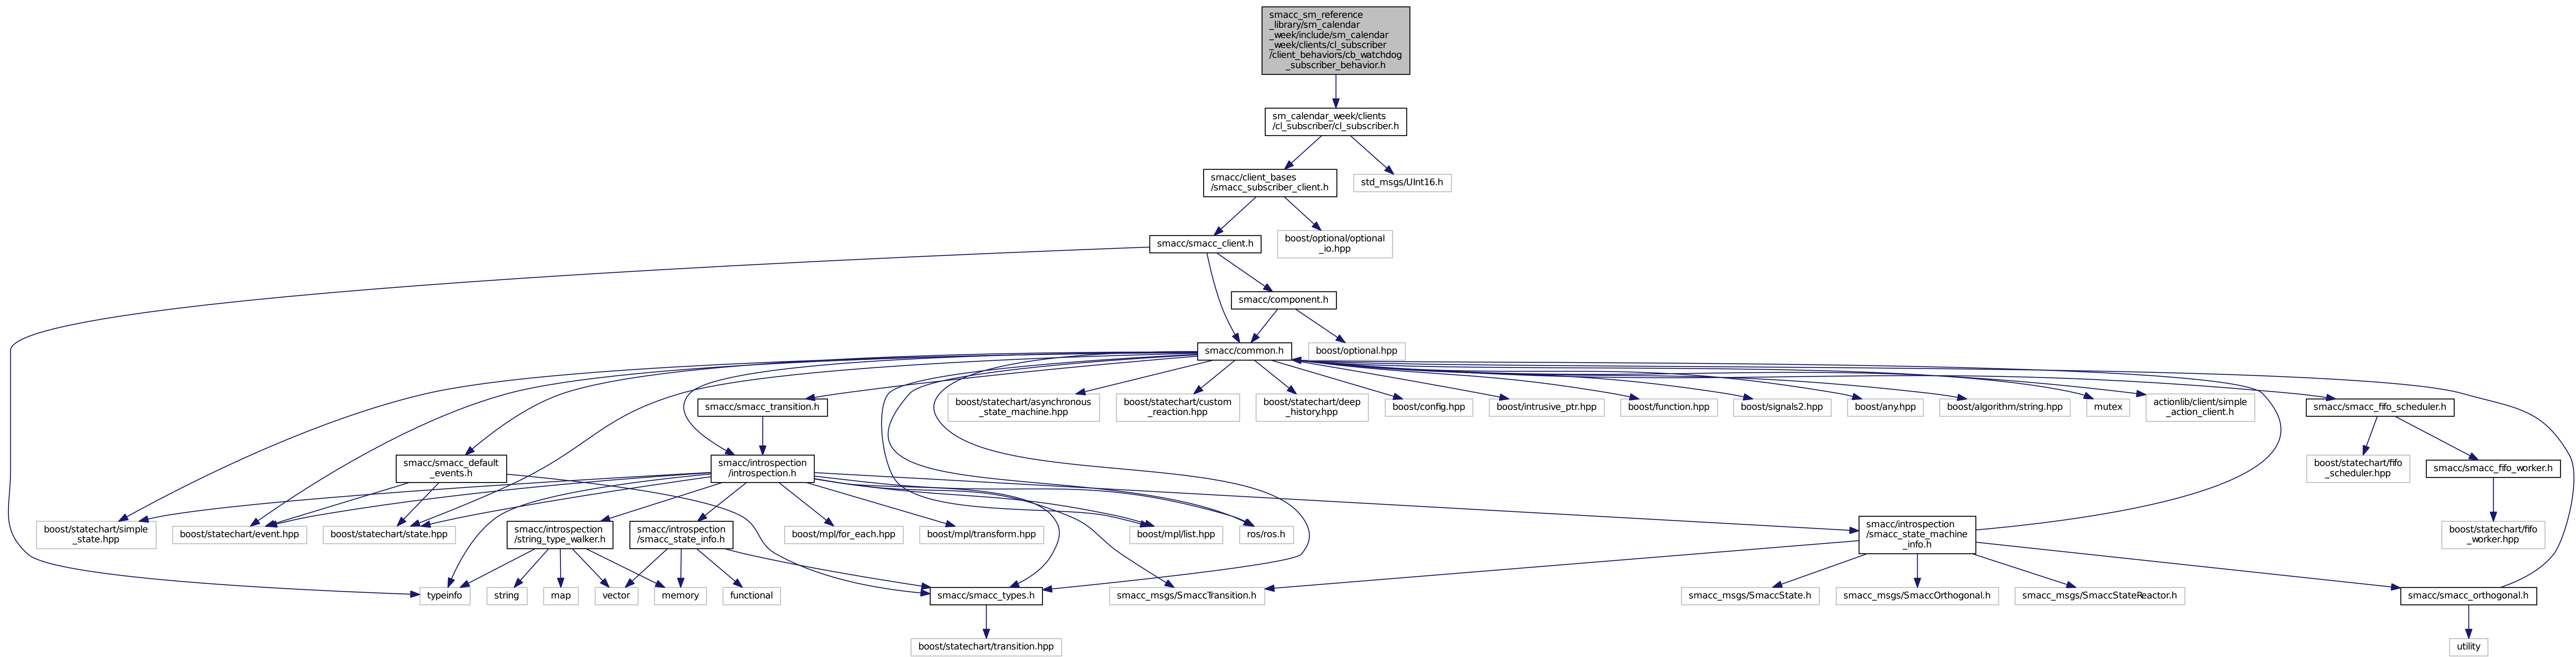 smacc_sm_reference
_library/sm_calendar
_week/include/sm_calendar
_week/clients/cl_subscriber
/client_behaviors/cb_watchdog
_subscriber_behavior.h
sm_calendar_week/clients
/cl_subscriber/cl_subscriber.h
smacc/client_bases
/smacc_subscriber_client.h
std_msgs/UInt16.h
smacc/smacc_client.h
boost/optional/optional
_io.hpp
smacc/component.h
smacc/common.h
boost/optional.hpp
smacc/smacc_transition.h
boost/statechart/asynchronous
_state_machine.hpp
boost/statechart/custom
_reaction.hpp
boost/statechart/deep
_history.hpp
boost/config.hpp
boost/intrusive_ptr.hpp
boost/function.hpp
boost/signals2.hpp
boost/any.hpp
boost/algorithm/string.hpp
mutex
actionlib/client/simple
_action_client.h
smacc/smacc_fifo_scheduler.h
smacc/smacc_default
_events.h
smacc/introspection
/introspection.h
boost/statechart/fifo
_scheduler.hpp
smacc/smacc_fifo_worker.h
boost/statechart/simple
_state.hpp
boost/statechart/event.hpp
boost/statechart/state.hpp
smacc/introspection
/string_type_walker.h
smacc/introspection
/smacc_state_info.h
boost/mpl/for_each.hpp
boost/mpl/transform.hpp
boost/mpl/list.hpp
ros/ros.h
smacc/introspection
/smacc_state_machine
_info.h
boost/statechart/fifo
_worker.hpp
typeinfo
string
map
vector
memory
functional
smacc/smacc_types.h
smacc_msgs/SmaccTransition.h
smacc_msgs/SmaccState.h
smacc_msgs/SmaccOrthogonal.h
smacc_msgs/SmaccStateReactor.h
smacc/smacc_orthogonal.h
boost/statechart/transition.hpp
utility